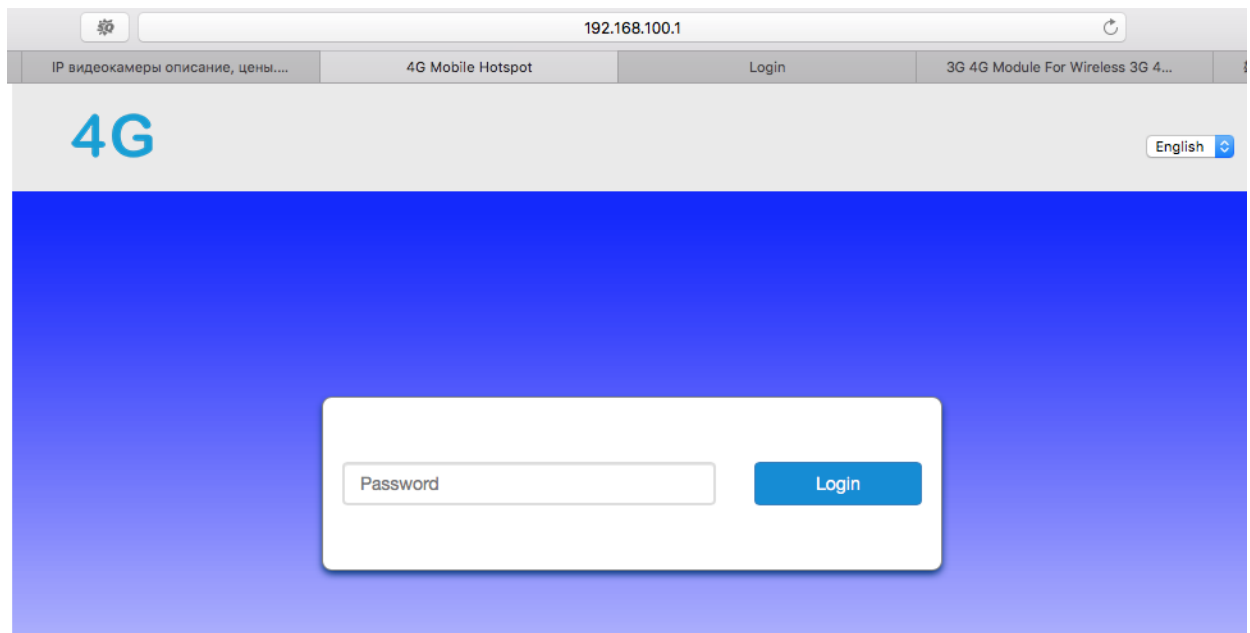 192.168.100.1
IP видеокамеры описание, цены....
4G Mobile Hotspot
Login
3G 4G Module For Wireless 3G 4...
4G
English
Password
Login